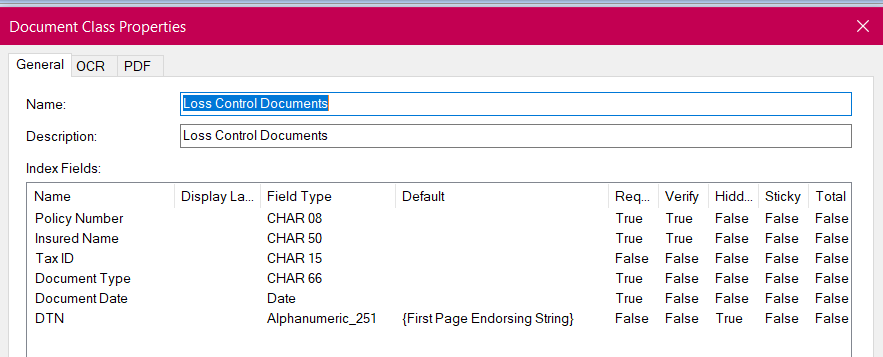 Document Class Properties
General OCR PDF
Name: Loss Control Documents
Description: Loss Control Documents
Index Fields:
Name Display La... Field Type Default Req... Verify Hidd... Sticky Total
Policy Number CHAR 08 True True False False False
Insured Name CHAR 50 True True False False False
Tax ID CHAR 15 False False False False False
Document Type CHAR 66 True False False False False
Document Date Date True False False False False
DTN Alphanumeric_251 {First Page Endorsing String} False False True False False